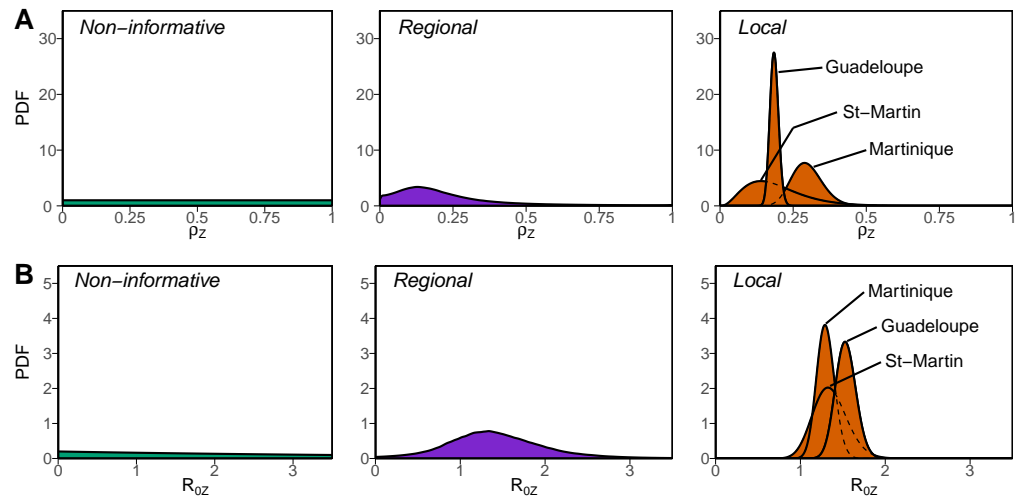 A
Non−informative
Regional
Local
PDF
30
20
10
0
0
0.25
0.5
0.75
1
ρZ
30
20
10
0
0
0.25
0.5
0.75
1
ρZ
30
20
10
0
0
0.25
0.5
0.75
1
ρZ
Guadeloupe
St−Martin
Martinique
B
Non−informative
Regional
Local
PDF
5
4
3
2
1
0
0
1
2
3
R0Z
5
4
3
2
1
0
0
1
2
3
R0Z
5
4
3
2
1
0
0
1
2
3
R0Z
Martinique
Guadeloupe
St−Martin